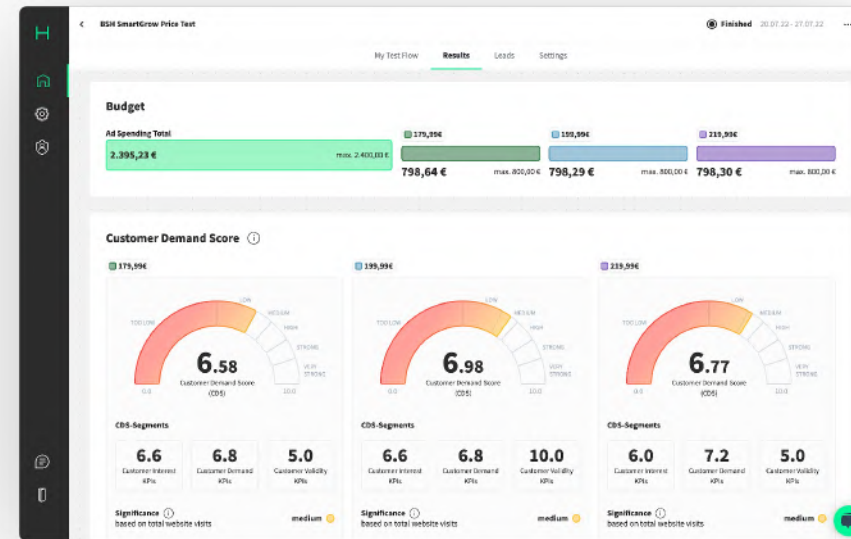 H
BSH SmartGrow Price Test
Finished 20.07.22 - 27.07.22
My Test Flow Results Leads Settings
Budget
Ad Spending Total
179,99€
199,99€
219,99€
2.395,23 € max. 2.400,00 €
798,64 € max. 800,00 €
798,29 € max. 800,00 €
798,30 € max. 800,00 €
Customer Demand Score
179,99€
TOO LOW
LOW
MEDIUM
HIGH
STRONG
VERY
STRONG
6.58
Customer Demand Score
(CDS)
0.0
10.0
CDS-Segments
6.6
Customer Interest
KPIs
6.8
Customer Demand
KPIs
5.0
Customer Validity
KPIs
Significance
based on total website visits
medium
199,99€
TOO LOW
LOW
MEDIUM
HIGH
STRONG
VERY
STRONG
6.98
Customer Demand Score
(CDS)
0.0
10.0
CDS-Segments
6.6
Customer Interest
KPIs
6.8
Customer Demand
KPIs
10.0
Customer Validity
KPIs
Significance
based on total website visits
medium
219,99€
TOO LOW
LOW
MEDIUM
HIGH
STRONG
VERY
STRONG
6.77
Customer Demand Score
(CDS)
0.0
10.0
CDS-Segments
6.0
Customer Interest
KPIs
7.2
Customer Demand
KPIs
5.0
Customer Validity
KPIs
Significance
based on total website visits
medium